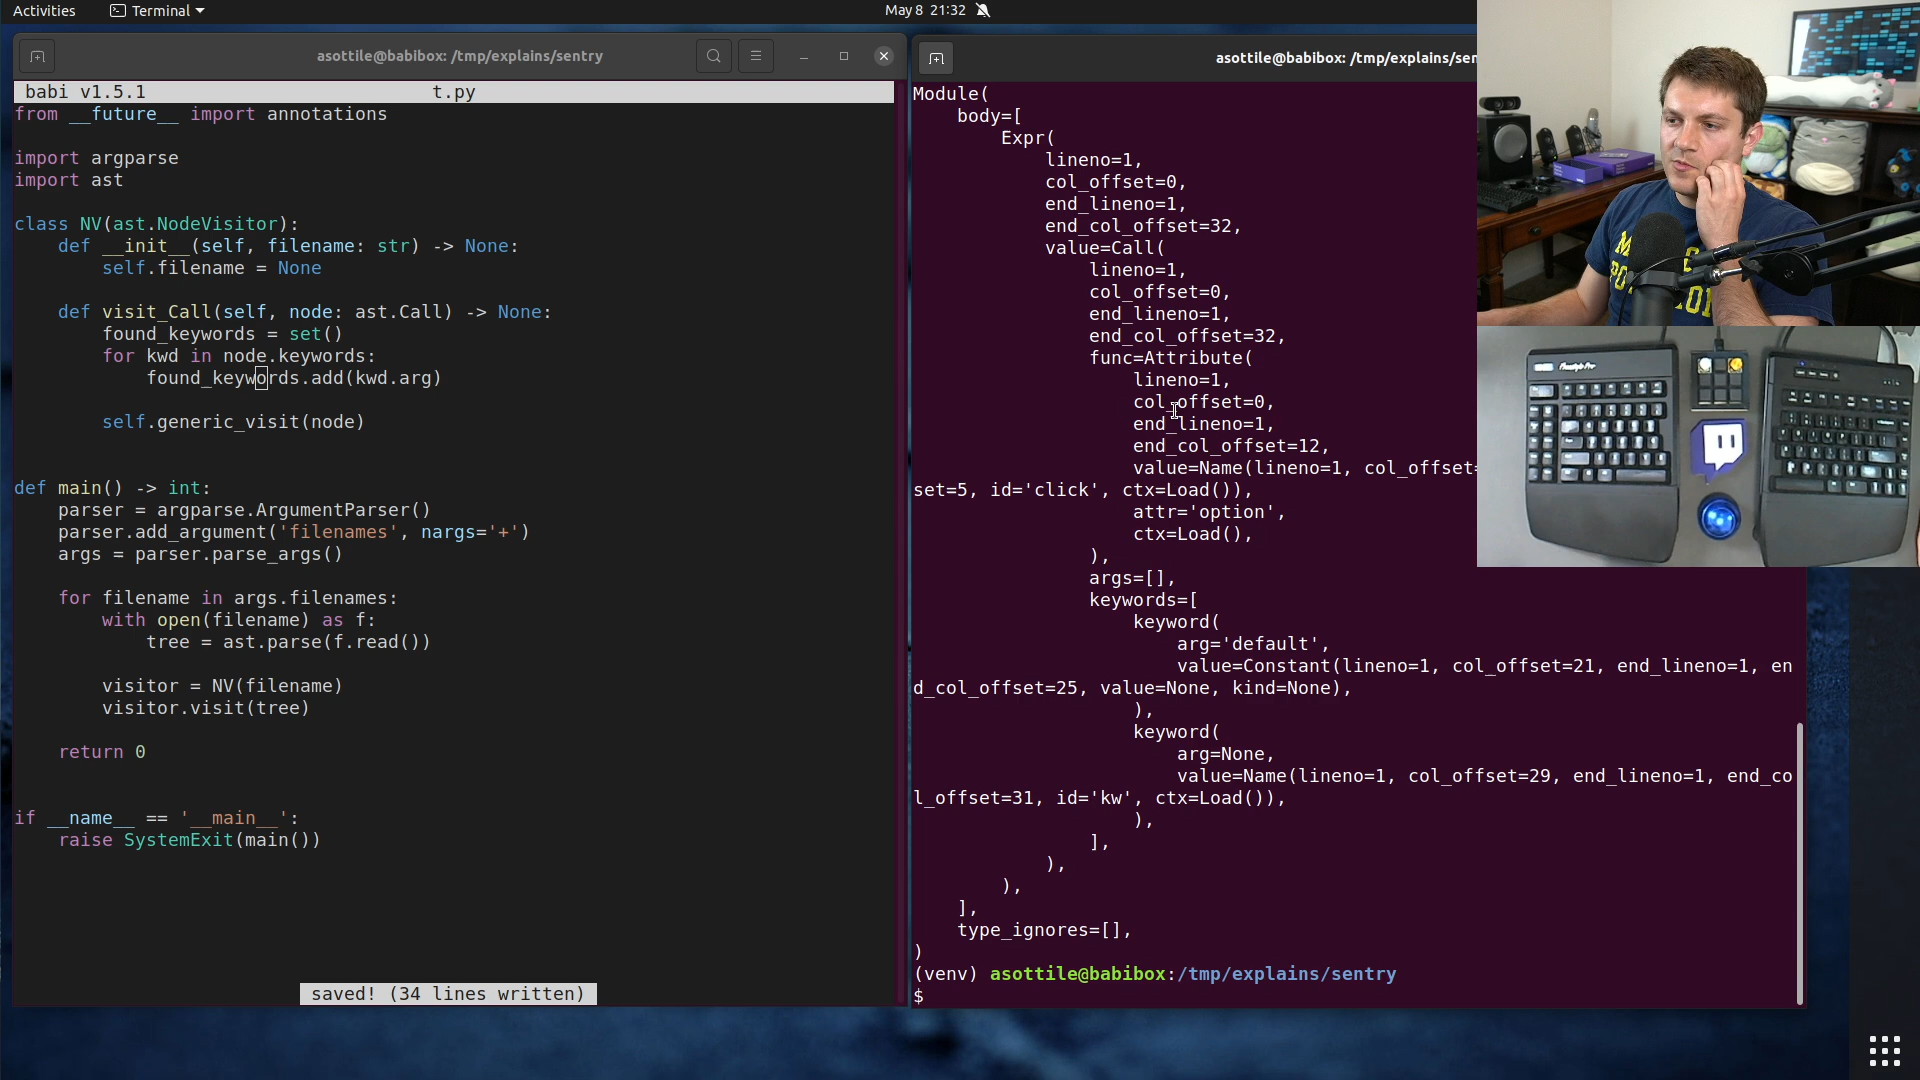 Activities
Terminal
May 8 21:32
asottile@babibox: /tmp/explains/sentry
babi v1.5.1 t.py
from __future__ import annotations
import argparse
import ast
class NV(ast.NodeVisitor):
    def __init__(self, filename: str) -> None:
        self.filename = None
    def visit_Call(self, node: ast.Call) -> None:
        found_keywords = set()
        for kwd in node.keywords:
            found_keywords.add(kwd.arg)
        self.generic_visit(node)
def main() -> int:
    parser = argparse.ArgumentParser()
    parser.add_argument('filenames', nargs='+')
    args = parser.parse_args()
    for filename in args.filenames:
        with open(filename) as f:
            tree = ast.parse(f.read())
        visitor = NV(filename)
        visitor.visit(tree)
    return 0
if __name__ == '__main__':
    raise SystemExit(main())
saved! (34 lines written)
asottile@babibox: /tmp/explains/sen
Module(
    body=[
        Expr(
            lineno=1,
            col_offset=0,
            end_lineno=1,
            end_col_offset=32,
            value=Call(
                lineno=1,
                col_offset=0,
                end_lineno=1,
                end_col_offset=32,
                func=Attribute(
                    lineno=1,
                    col_offset=0,
                    end_lineno=1,
                    end_col_offset=12,
                    value=Name(lineno=1, col_offset=
set=5, id='click', ctx=Load()),
                    attr='option',
                    ctx=Load(),
                ),
                args=[],
                keywords=[
                    keyword(
                        arg='default',
                        value=Constant(lineno=1, col_offset=21, end_lineno=1, en
d_col_offset=25, value=None, kind=None),
                    ),
                    keyword(
                        arg=None,
                        value=Name(lineno=1, col_offset=29, end_lineno=1, end_co
l_offset=31, id='kw', ctx=Load()),
                    ),
                ],
            ),
        ),
    ],
    type_ignores=[],
)
(venv) asottile@babibox:/tmp/explains/sentry
$